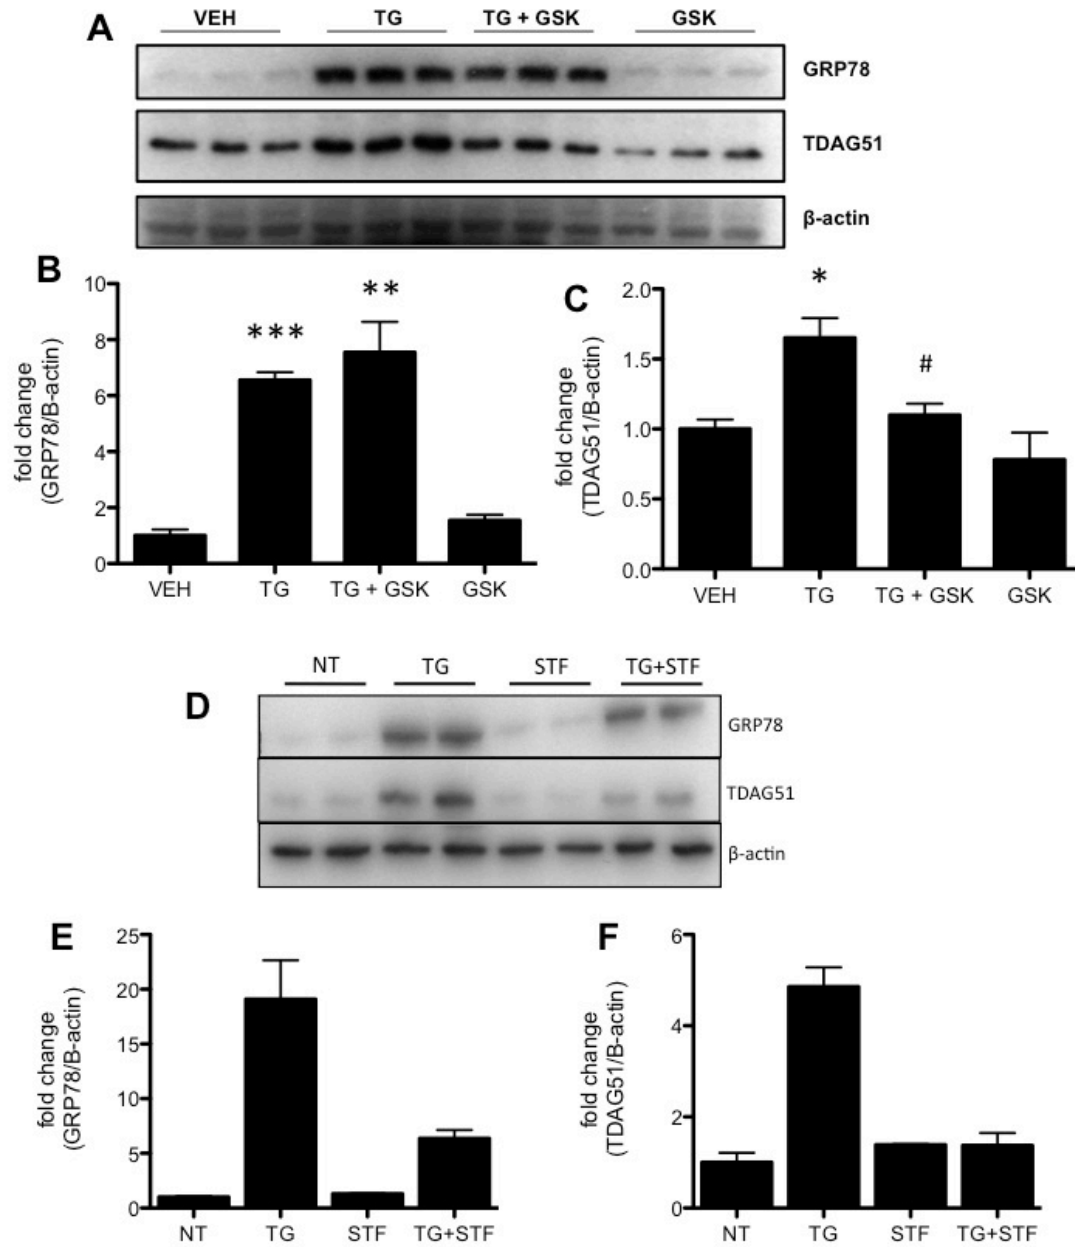 A
VEH TG TG + GSK GSK
GRP78
TDAG51
β-actin
B
fold change
(GRP78/B-actin)
10
8
6
4
2
0
***
**
VEH TG TG + GSK GSK
C
fold change
(TDAG51/B-actin)
2.0
1.5
1.0
0.5
0.0
*
#
VEH TG TG + GSK GSK
D
NT TG STF TG+STF
GRP78
TDAG51
β-actin
E
fold change
(GRP78/B-actin)
25
20
15
10
5
0
NT TG STF TG+STF
F
fold change
(TDAG51/B-actin)
6
4
2
0
NT TG STF TG+STF